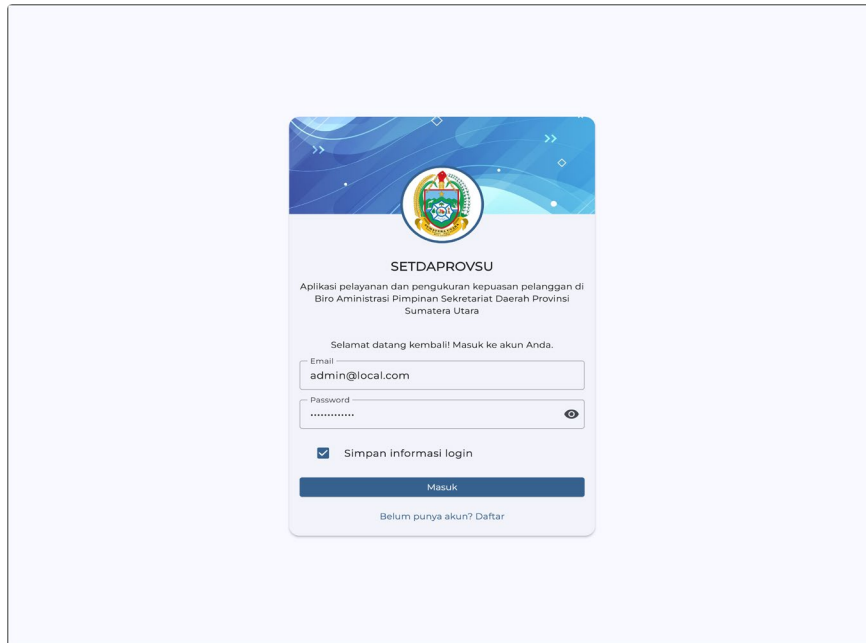 SETDAPROVSU
Aplikasi pelayanan dan pengukuran kepuasan pelanggan di
Biro Aministrasi Pimpinan Sekretariat Daerah Provinsi
Sumatera Utara
Selamat datang kembali! Masuk ke akun Anda.
Email
admin@local.com
Password
•••••••••••••
Simpan informasi login
Masuk
Belum punya akun? Daftar